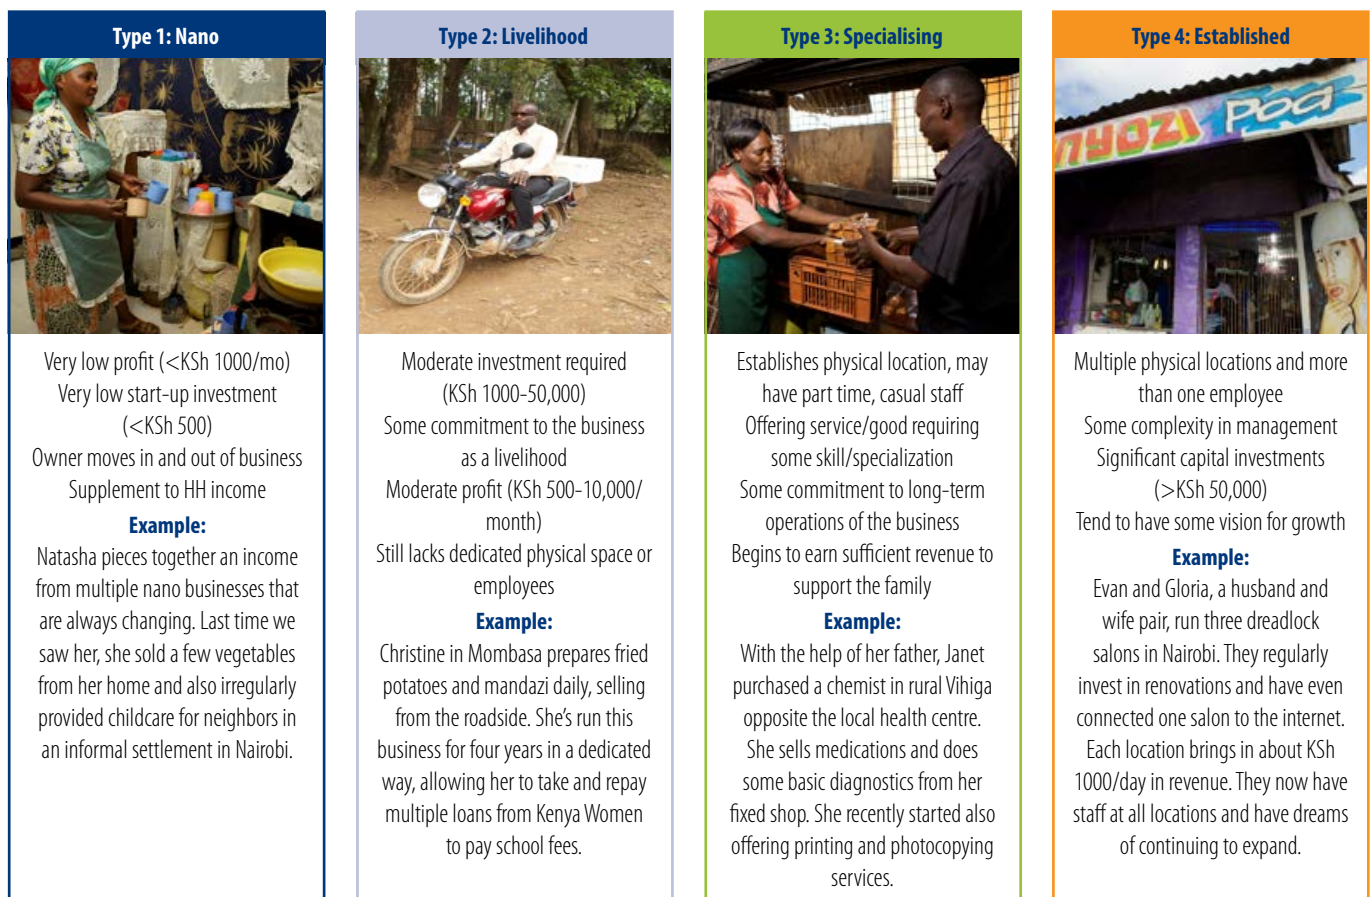 Type 1: Nano
Very low profit (<KSh 1000/mo)
Very low start-up investment
(<KSh 500)
Owner moves in and out of business
Supplement to HH income
Example:
Natasha pieces together an income
from multiple nano businesses that
are always changing. Last time we
saw her, she sold a few vegetables
from her home and also irregularly
provided childcare for neighbors in
an informal settlement in Nairobi.
Type 2: Livelihood
Moderate investment required
(KSh 1000-50,000)
Some commitment to the business
as a livelihood
Moderate profit (KSh 500-10,000/
month)
Still lacks dedicated physical space or
employees
Example:
Christine in Mombasa prepares fried
potatoes and mandazi daily, selling
from the roadside. She's run this
business for four years in a dedicated
way, allowing her to take and repay
multiple loans from Kenya Women
to pay school fees.
Type 3: Specialising
Establishes physical location, may
have part time, casual staff
Offering service/good requiring
some skill/specialization
Some commitment to long-term
operations of the business
Begins to earn sufficient revenue to
support the family
Example:
With the help of her father, Janet
purchased a chemist in rural Vihiga
opposite the local health centre.
She sells medications and does
some basic diagnostics from her
fixed shop. She recently started also
offering printing and photocopying
services.
Type 4: Established
nyozi Poa
Multiple physical locations and more
than one employee
Some complexity in management
Significant capital investments
(>KSh 50,000)
Tend to have some vision for growth
Example:
Evan and Gloria, a husband and
wife pair, run three dreadlock
salons in Nairobi. They regularly
invest in renovations and have even
connected one salon to the internet.
Each location brings in about KSh
1000/day in revenue. They now have
staff at all locations and have dreams
of continuing to expand.